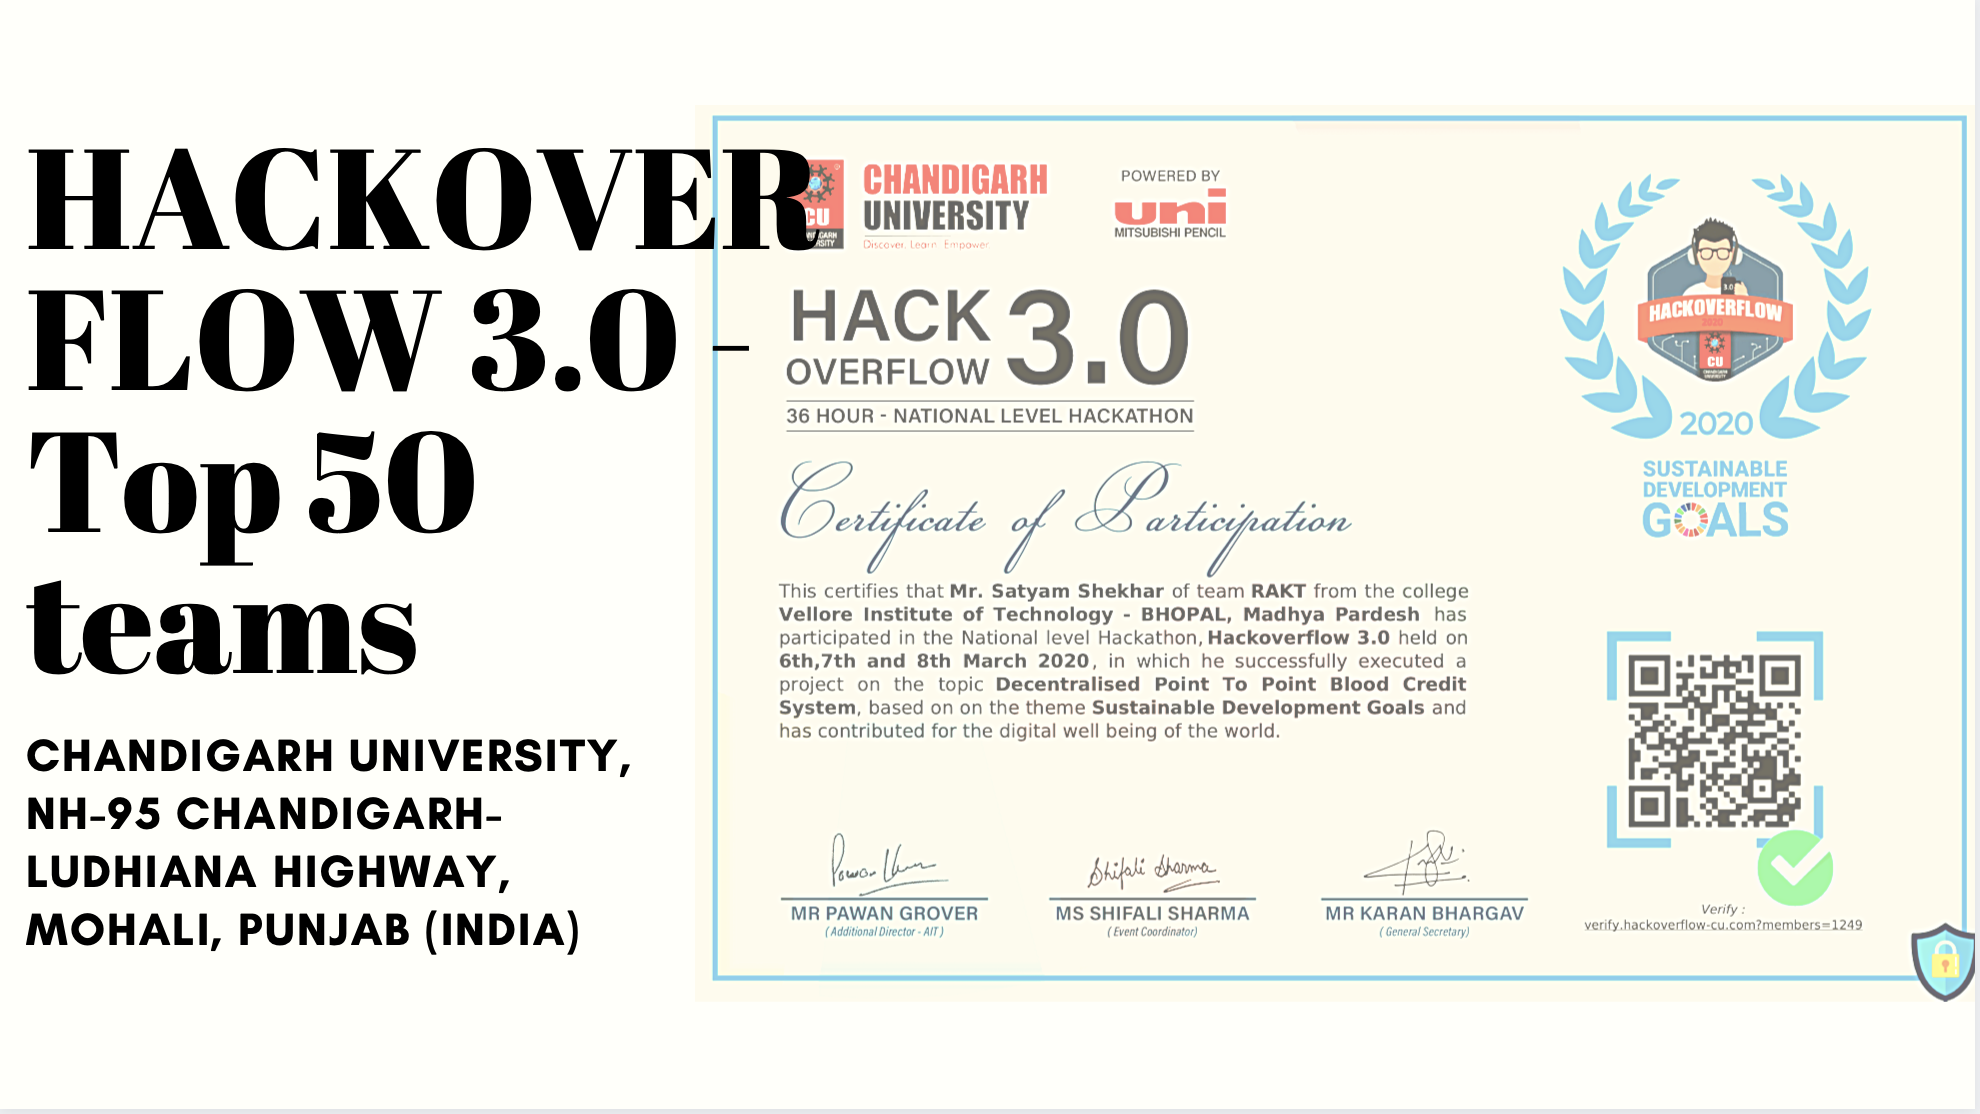 HACKOVER
FLOW 3.0 -
Top 50
teams
CHANDIGARH UNIVERSITY,
NH-95 CHANDIGARH-
LUDHIANA HIGHWAY,
MOHALI, PUNJAB (INDIA)
CU
CHANDIGARH
UNIVERSITY
Discover. Learn. Empower.
POWERED BY
uni
MITSUBISHI PENCIL
HACK
OVERFLOW
3.0
36 HOUR - NATIONAL LEVEL HACKATHON
Certificate of Participation
This certifies that Mr. Satyam Shekhar of team RAKT from the college
Vellore Institute of Technology - BHOPAL, Madhya Pardesh has
participated in the National level Hackathon, Hackoverflow 3.0 held on
6th,7th and 8th March 2020, in which he successfully executed a
project on the topic Decentralised Point To Point Blood Credit
System, based on on the theme Sustainable Development Goals and
has contributed for the digital well being of the world.
MR PAWAN GROVER
( Additional Director - AIT )
Shifali Sharma
MS SHIFALI SHARMA
( Event Coordinator)
MR KARAN BHARGAV
( General Secretary)
3.0
HACKOVERFLOW
2020
CU
2020
SUSTAINABLE
DEVELOPMENT
GOALS
Verify :
verify.hackoverflow-cu.com?members=1249